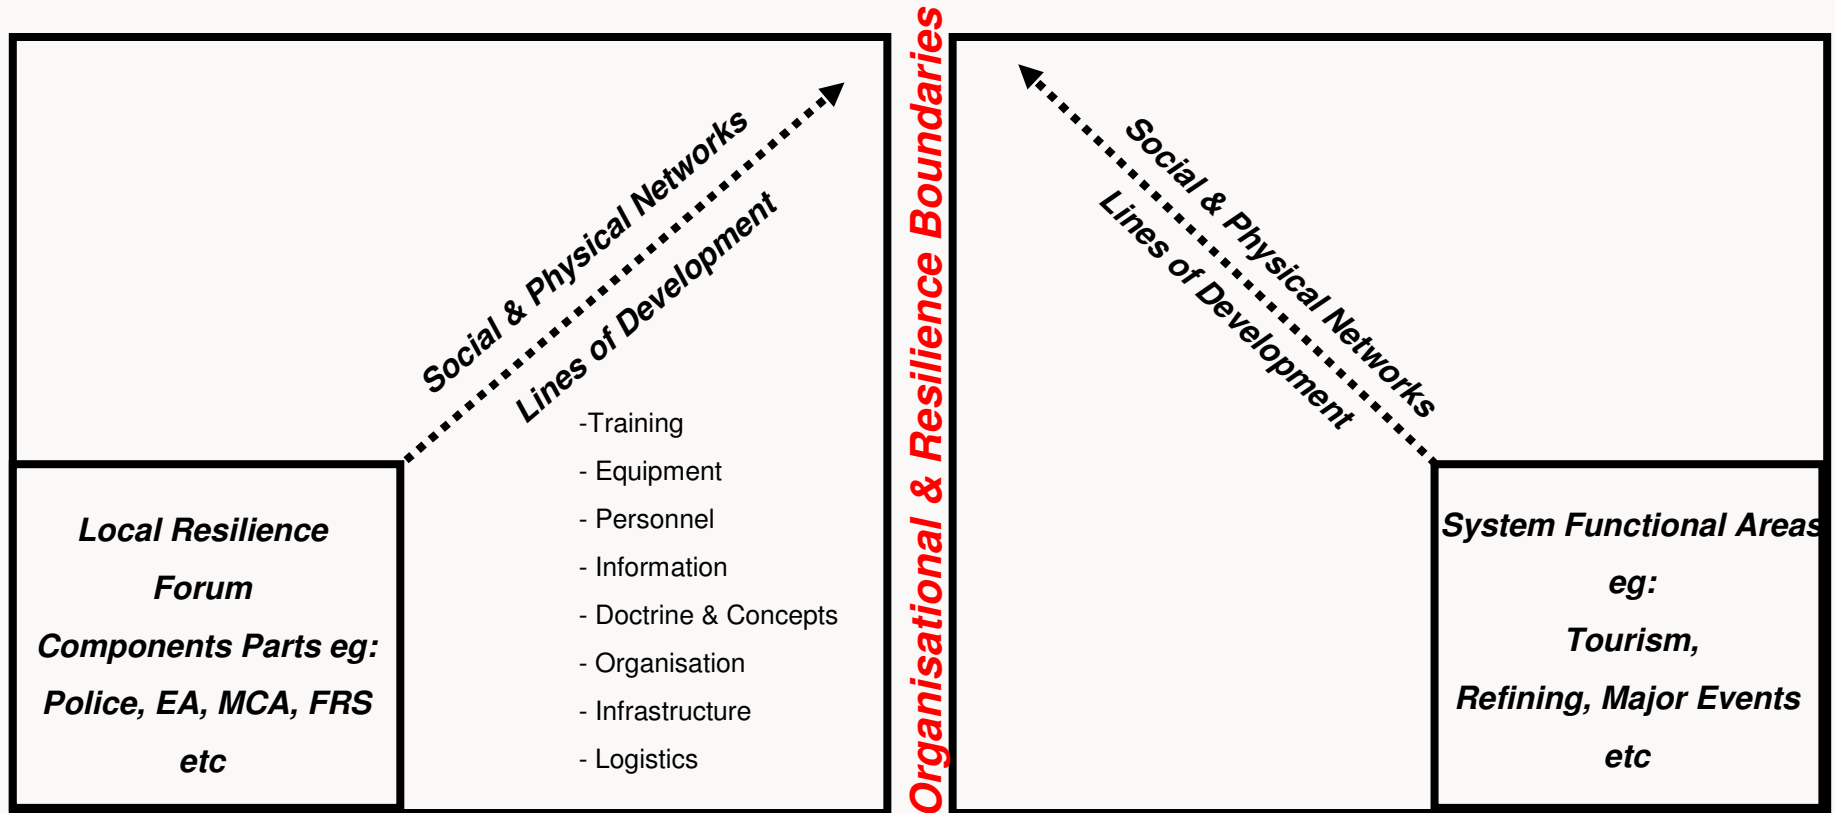 Social & Physical Networks
Lines of Development
-Training
- Equipment
- Personnel
- Information
- Doctrine & Concepts
- Organisation
- Infrastructure
- Logistics
Local Resilience
Forum
Components Parts eg:
Police, EA, MCA, FRS
etc
Organisational & Resilience Boundaries
Social & Physical Networks
Lines of Development
System Functional Areas
eg:
Tourism,
Refining, Major Events
etc